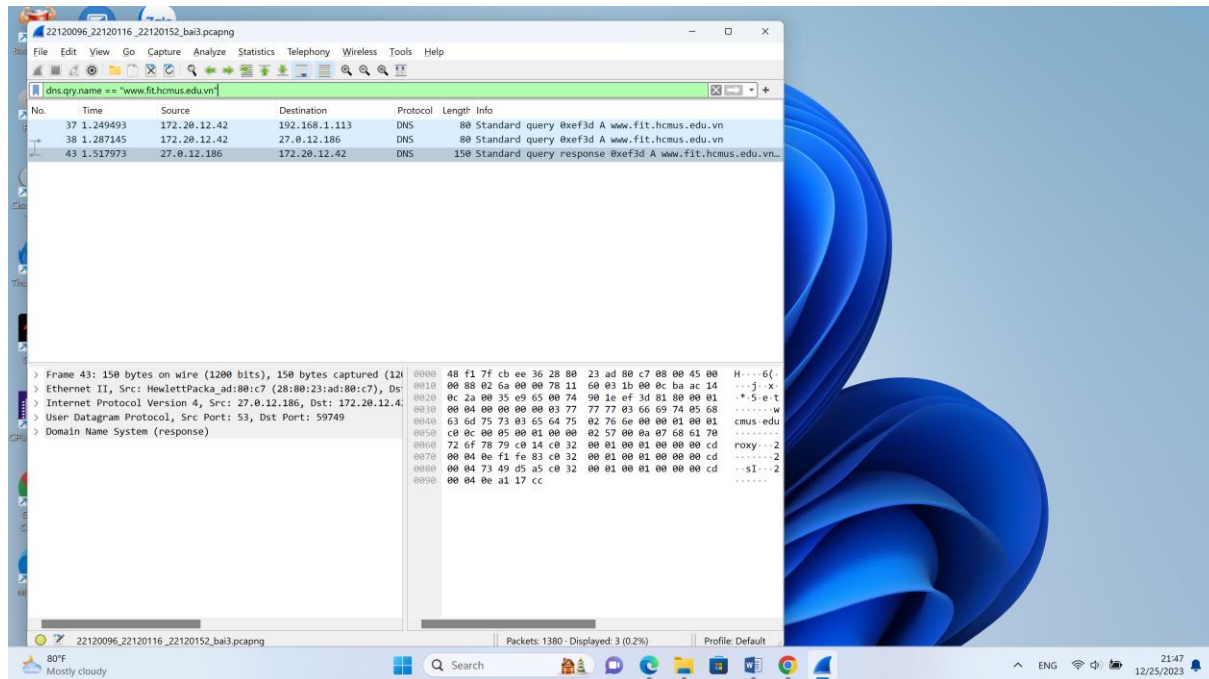 Zalo
22120096_22120116 _22120152_bai3.pcapng
File Edit View Go Capture Analyze Statistics Telephony Wireless Tools Help
dns.qry.name == "www.fit.hcmus.edu.vn"
No. Time Source Destination Protocol Length Info
37 1.249493 172.20.12.42 192.168.1.113 DNS 80 Standard query 0xef3d A www.fit.hcmus.edu.vn
38 1.287145 172.20.12.42 27.0.12.186 DNS 80 Standard query 0xef3d A www.fit.hcmus.edu.vn
43 1.517973 27.0.12.186 172.20.12.42 DNS 150 Standard query response 0xef3d A www.fit.hcmus.edu.vn…
> Frame 43: 150 bytes on wire (1200 bits), 150 bytes captured (120
> Ethernet II, Src: HewlettPacka_ad:80:c7 (28:80:23:ad:80:c7), Ds
> Internet Protocol Version 4, Src: 27.0.12.186, Dst: 172.20.12.4
> User Datagram Protocol, Src Port: 53, Dst Port: 59749
> Domain Name System (response)
0000 48 f1 7f cb ee 36 28 80 23 ad 80 c7 08 00 45 00 H····6(·
0010 00 88 02 6a 00 00 78 11 60 03 1b 00 0c ba ac 14 ···j··x·
0020 0c 2a 00 35 e9 65 00 74 90 1e ef 3d 81 80 00 01 ·*·5·e·t
0030 00 04 00 00 00 00 03 77 77 77 03 66 69 74 05 68 ·······w
0040 63 6d 75 73 03 65 64 75 02 76 6e 00 00 01 00 01 cmus·edu
0050 c0 0c 00 05 00 01 00 00 02 57 00 0a 07 68 61 70 ········
0060 72 6f 78 79 c0 14 c0 32 00 01 00 01 00 00 00 cd roxy···2
0070 00 04 0e f1 fe 83 c0 32 00 01 00 01 00 00 00 cd ·······2
0080 00 04 73 49 d5 a5 c0 32 00 01 00 01 00 00 00 cd ··sI···2
0090 00 04 0e a1 17 cc ······
22120096_22120116 _22120152_bai3.pcapng Packets: 1380 · Displayed: 3 (0.2%) Profile: Default
80°F
Mostly cloudy
Search
ENG
21:47
12/25/2023